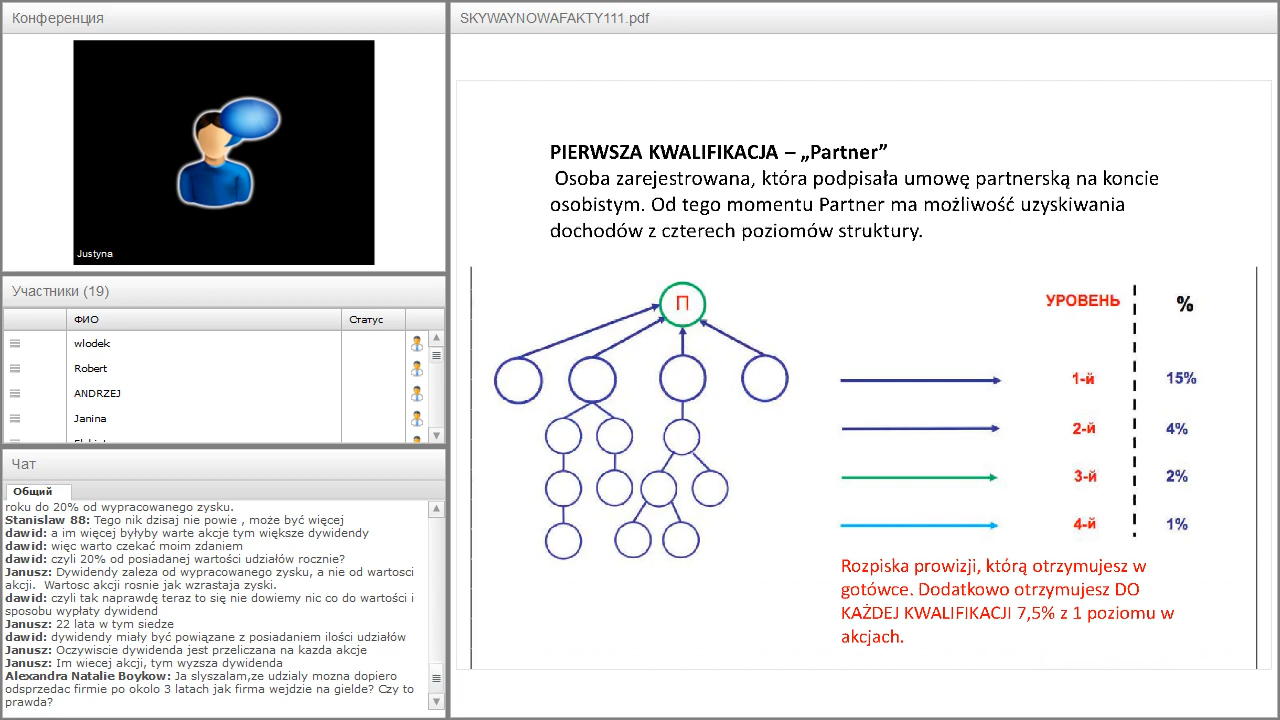 Конференция
Justyna
Участники (19)
ФИО
Статус
wlodek
Robert
ANDRZEJ
Janina
Чат
Общий
roku do 20% od wypracowanego zysku.
Stanislaw 88: Tego nik dzisaj nie powie , może być więcej
dawid: a im więcej byłyby warte akcje tym większe dywidendy
dawid: więc warto czekać moim zdaniem
dawid: czyli 20% od posiadanej wartości udziałów rocznie?
Janusz: Dywidendy zaleza od wypracowanego zysku, a nie od wartosci
akcji. Wartosc akcji rosnie jak wzrastaja zyski.
dawid: czyli tak naprawdę teraz to się nie dowiemy nic co do wartości i
sposobu wypłaty dywidend
Janusz: 22 lata w tym siedze
dawid: dywidendy miały być powiązane z posiadaniem ilości udziałów
Janusz: Oczywiscie dywidenda jest przeliczana na kazda akcje
Janusz: Im wiecej akcji, tym wyzsza dywidenda
Alexandra Natalie Boykow: Ja slyszalam,ze udzialy mozna dopiero
odsprzedac firmie po okolo 3 latach jak firma wejdzie na gielde? Czy to
prawda?
SKYWAYNOWAFAKTY111.pdf
PIERWSZA KWALIFIKACJA – „Partner”
Osoba zarejestrowana, która podpisała umowę partnerską na koncie
osobistym. Od tego momentu Partner ma możliwość uzyskiwania
dochodów z czterech poziomów struktury.
П
УРОВЕНЬ %
1-й 15%
2-й 4%
3-й 2%
4-й 1%
Rozpiska prowizji, którą otrzymujesz w
gotówce. Dodatkowo otrzymujesz DO
KAŻDEJ KWALIFIKACJI 7,5% z 1 poziomu w
akcjach.